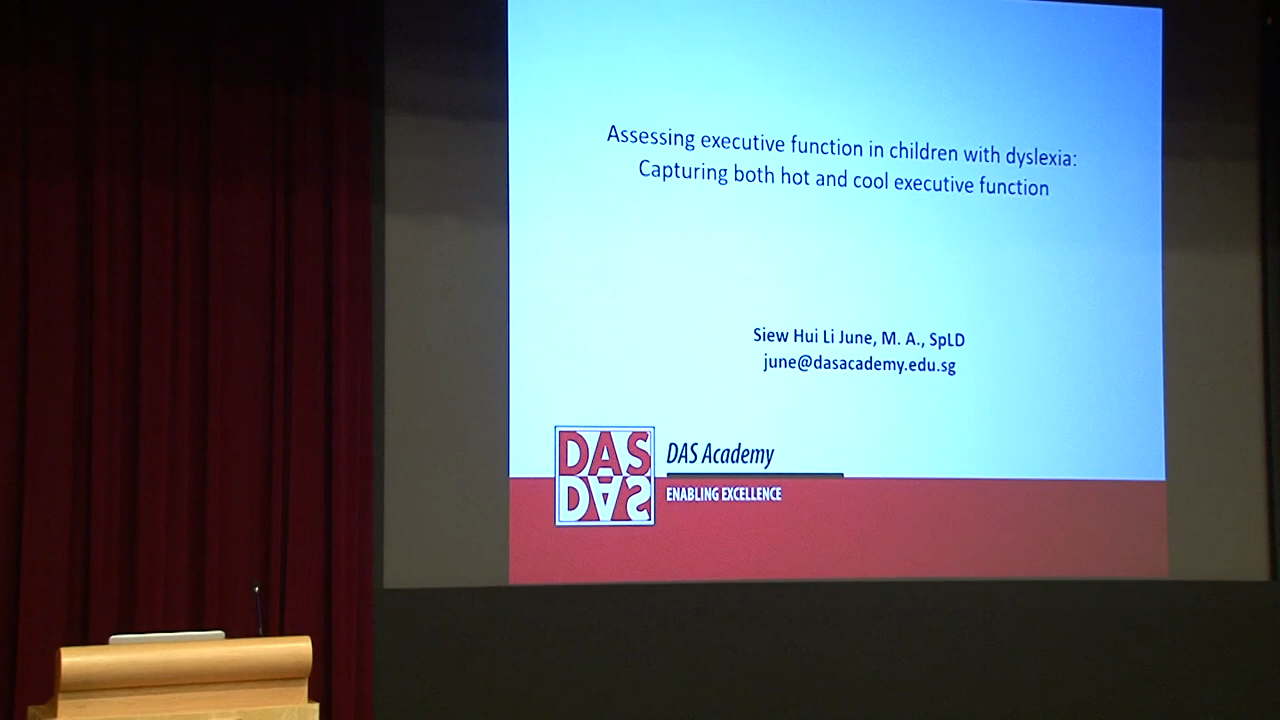 Assessing executive function in children with dyslexia:
Capturing both hot and cool executive function
Siew Hui Li June, M. A., SpLD
june@dasacademy.edu.sg
DAS
DAS
DAS Academy
ENABLING EXCELLENCE